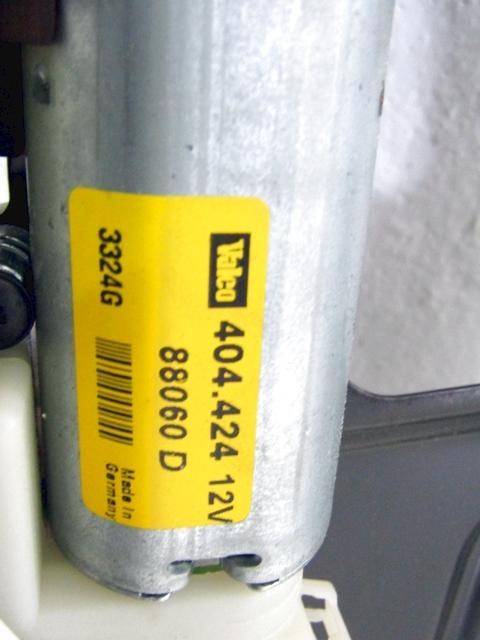 Valeo
404.424 12V
88060 D
3324G
Made in
Germany